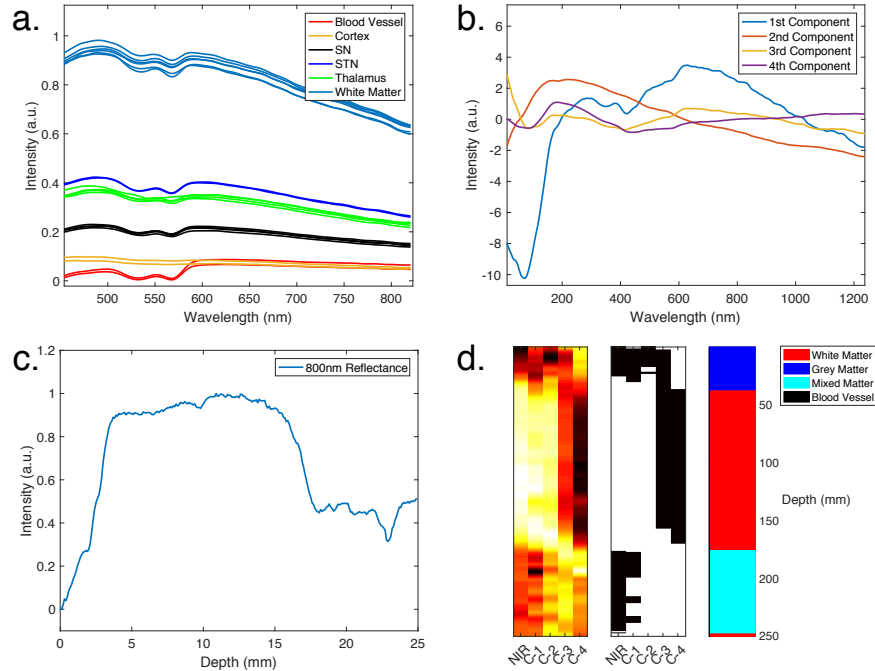 a.
Intensity (a.u.)
1
0.8
0.6
0.4
0.2
0
500
550
600
650
700
750
800
Wavelength (nm)
Blood Vessel
Cortex
SN
STN
Thalamus
White Matter
b.
Intensity (a.u.)
6
4
2
0
-2
-4
-6
-8
-10
200
400
600
800
1000
1200
Wavelength (nm)
1st Component
2nd Component
3rd Component
4th Component
c.
Intensity (a.u.)
1.2
1
0.8
0.6
0.4
0.2
0
0
5
10
15
20
25
Depth (mm)
800nm Reflectance
d.
NIR
C-1
C-2
C-3
C-4
NIR
C-1
C-2
C-3
C-4
White Matter
Grey Matter
Mixed Matter
Blood Vessel
50
100
150
200
250
Depth (mm)